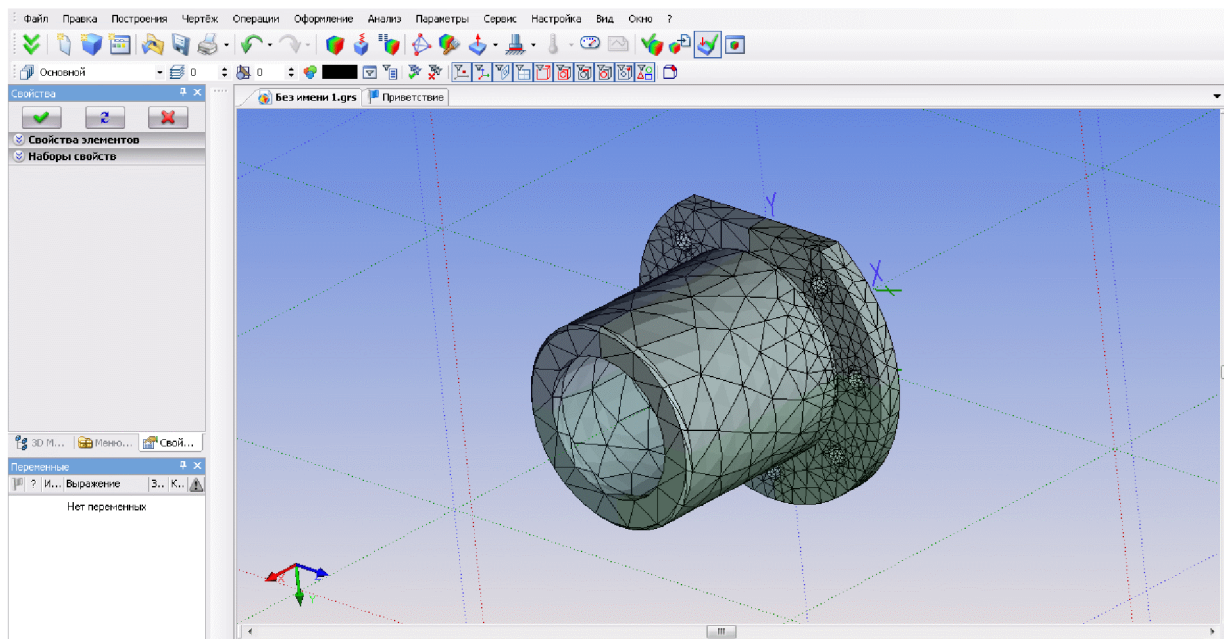 Файл Правка Построения Чертёж Операции Оформление Анализ Параметры Сервис Настройка Вид Окно ?
Основной 0 0
Свойства
Без имени 1.grs Приветствие
Свойства элементов
Наборы свойств
Y
X
3D М... Меню... Свой...
Переменные
? И... Выражение З.. К..
Нет переменных
Y